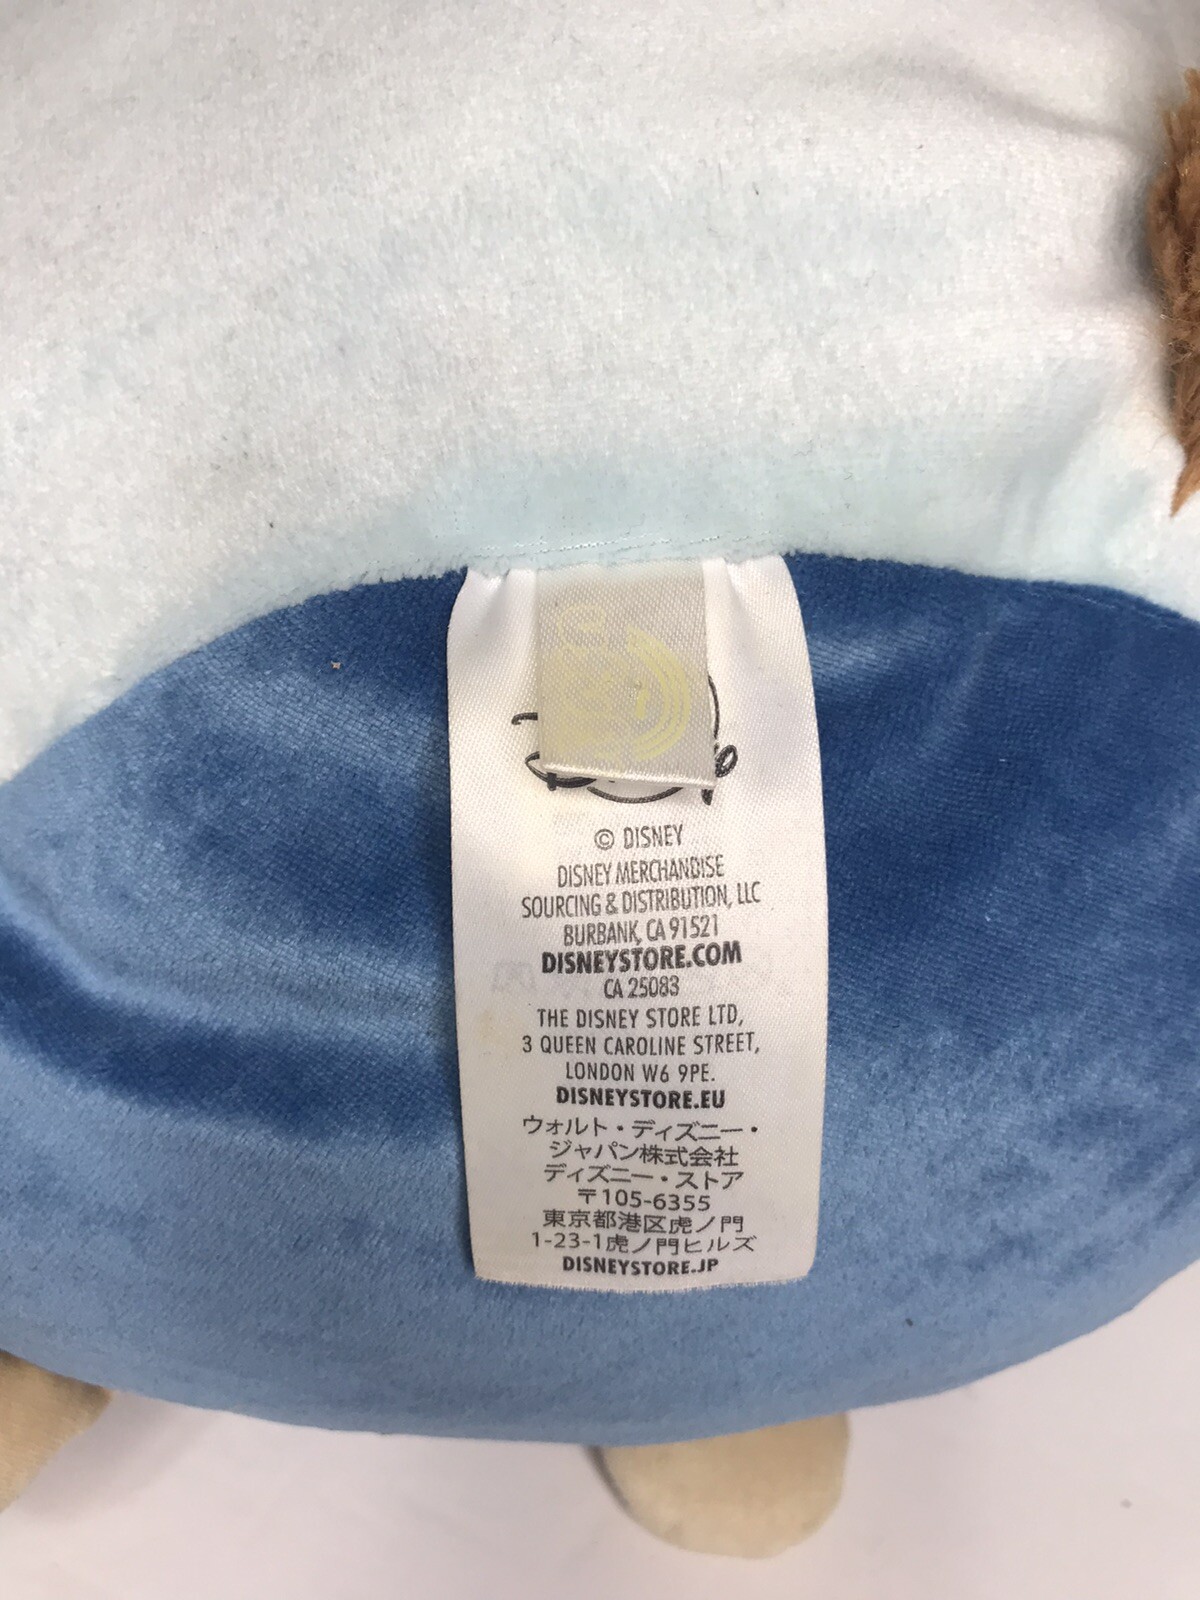 © DISNEY
DISNEY MERCHANDISE
SOURCING & DISTRIBUTION, LLC
BURBANK, CA 91521
DISNEYSTORE.COM
CA 25083
THE DISNEY STORE LTD,
3 QUEEN CAROLINE STREET,
LONDON W6 9PE.
DISNEYSTORE.EU
ウォルト・ディズニー・
ジャパン株式会社
ディズニー・ストア
〒105-6355
東京都港区虎ノ門
1-23-1虎ノ門ヒルズ
DISNEYSTORE.JP